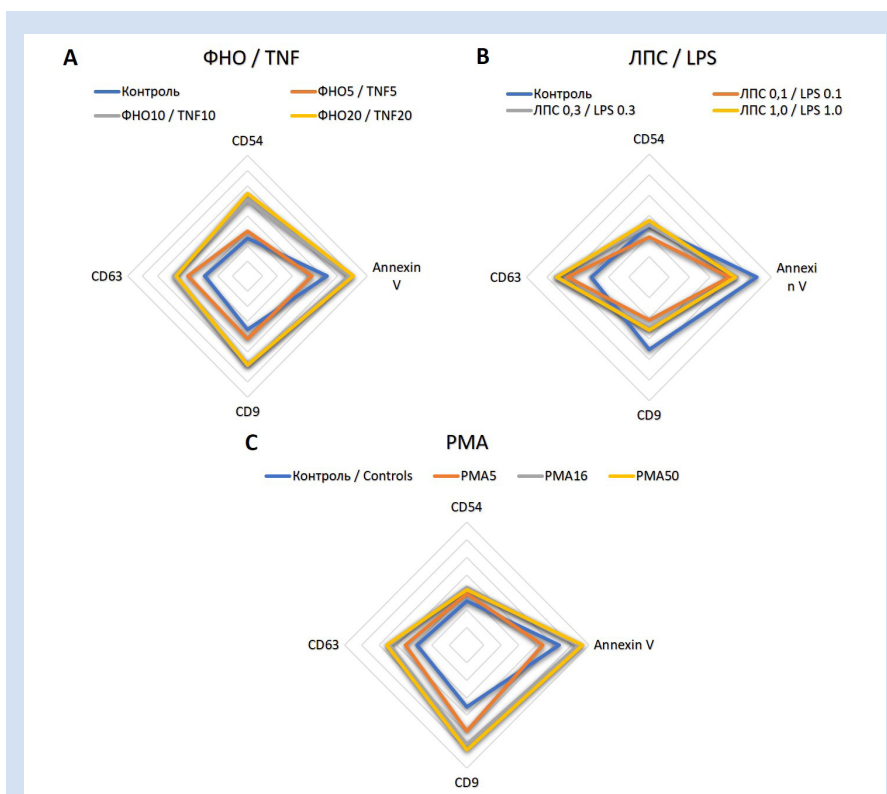 A
ФНО / TNF
Контроль
ФНО5 / TNF5
ФНО10 / TNF10
ФНО20 / TNF20
CD54
CD63
Annexin
V
CD9
B
ЛПС / LPS
Контроль
ЛПС 0,1 / LPS 0.1
ЛПС 0,3 / LPS 0.3
ЛПС 1,0 / LPS 1.0
CD54
CD63
Annexi
n V
CD9
C
PMA
Контроль / Controls
PMA5
PMA16
PMA50
CD54
CD63
Annexin V
CD9